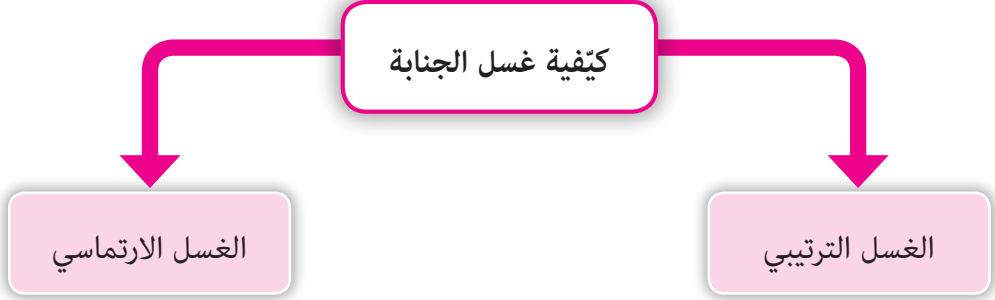 كيّفية غسل الجنابة
الغسل الترتيبي
الغسل الارتماسي